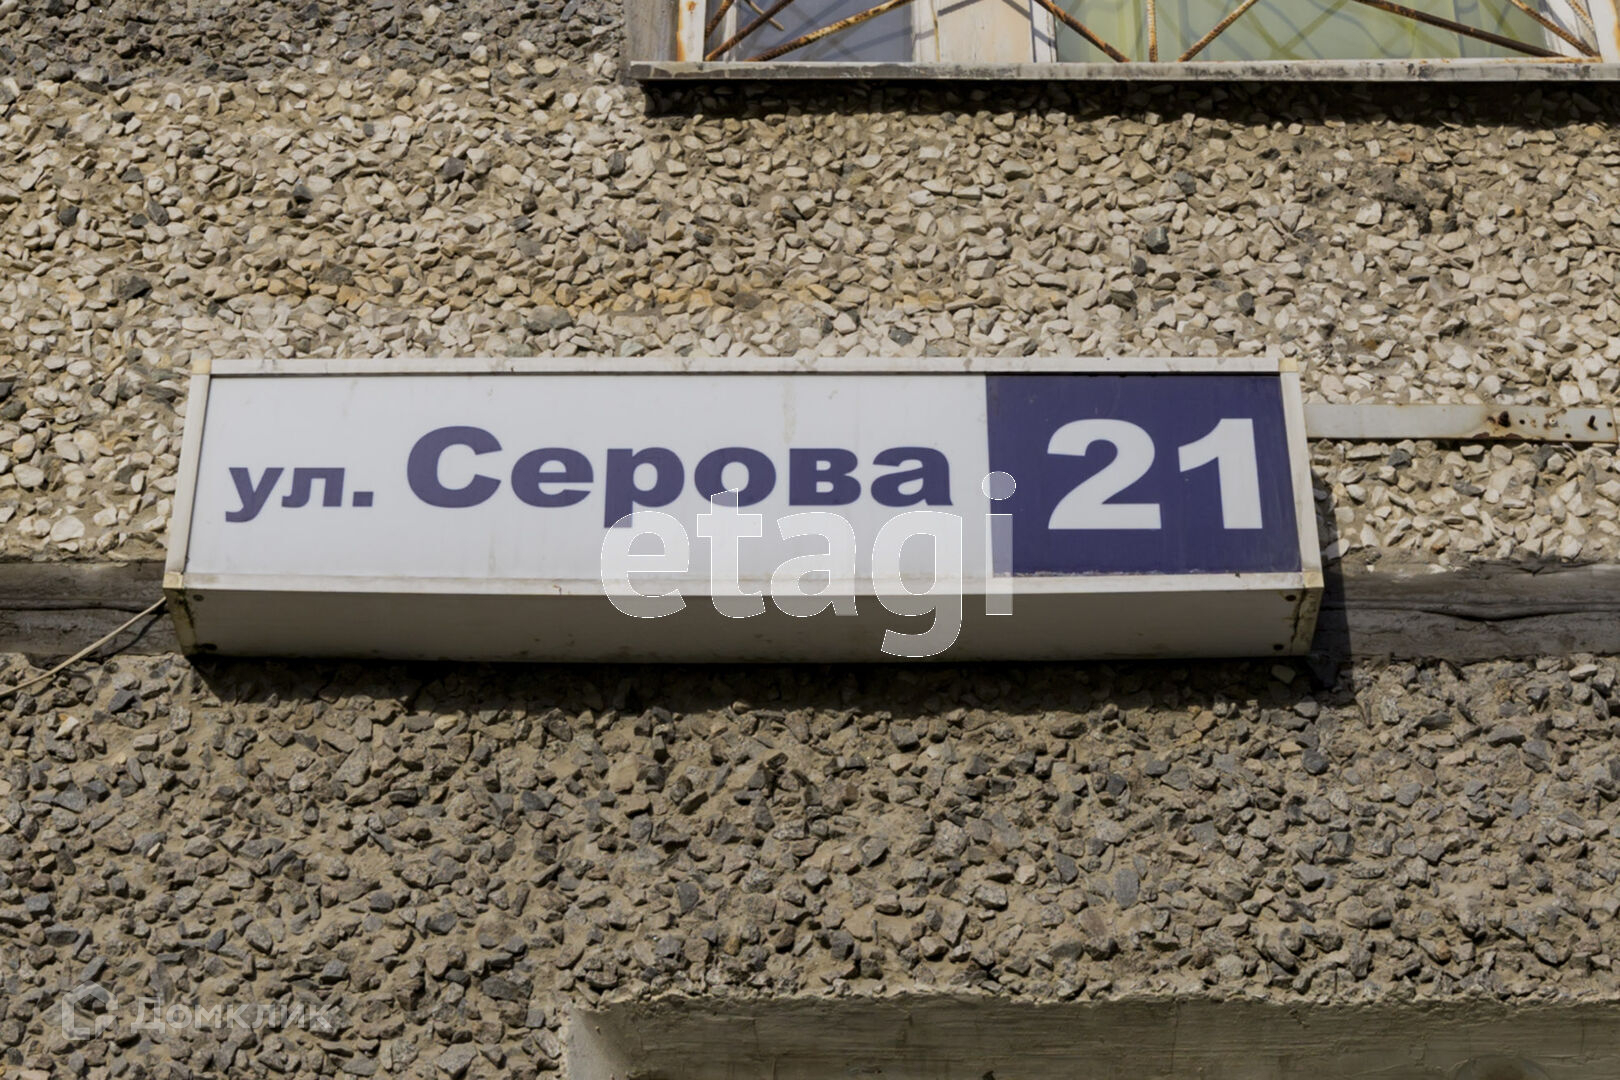 ул. Серова 21
etagi
Домклик